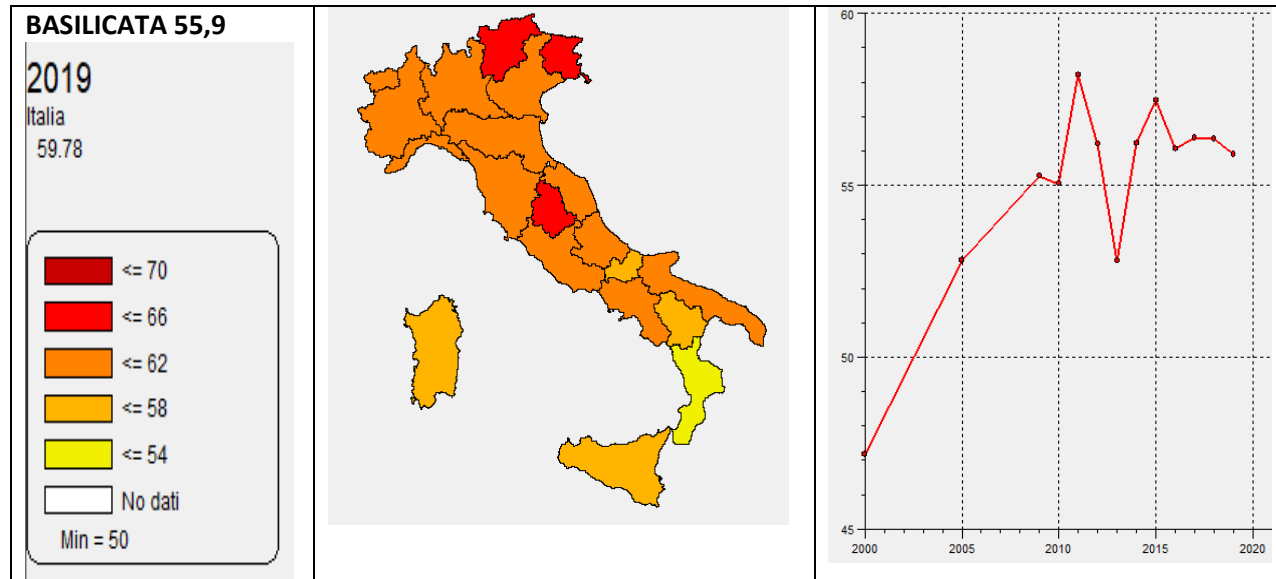 BASILICATA 55,9
2019
Italia
59.78
<= 70
<= 66
<= 62
<= 58
<= 54
No dati
Min = 50
60
55
50
45
2000 2005 2010 2015 2020